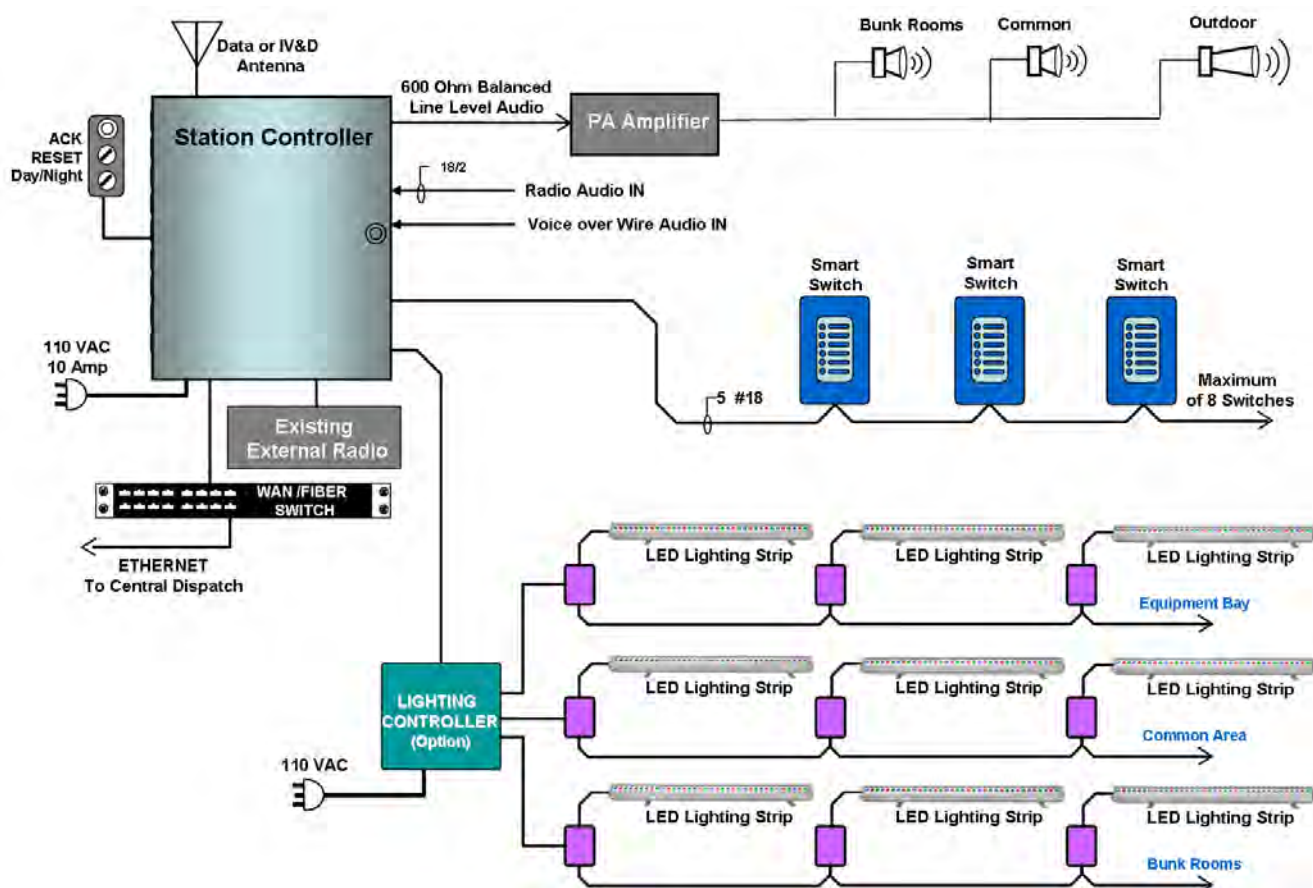 Data or IV&D
Antenna
Bunk Rooms
Common
Outdoor
600 Ohm Balanced
Line Level Audio
PA Amplifier
Station Controller
ACK
RESET
Day/Night
18/2
Radio Audio IN
Voice over Wire Audio IN
Smart
Switch
Smart
Switch
Smart
Switch
110 VAC
10 Amp
5 #18
Maximum
of 8 Switches
Existing
External Radio
WAN /FIBER
SWITCH
ETHERNET
To Central Dispatch
LED Lighting Strip
LED Lighting Strip
LED Lighting Strip
Equipment Bay
LIGHTING
CONTROLLER
(Option)
LED Lighting Strip
LED Lighting Strip
LED Lighting Strip
Common Area
110 VAC
LED Lighting Strip
LED Lighting Strip
LED Lighting Strip
Bunk Rooms